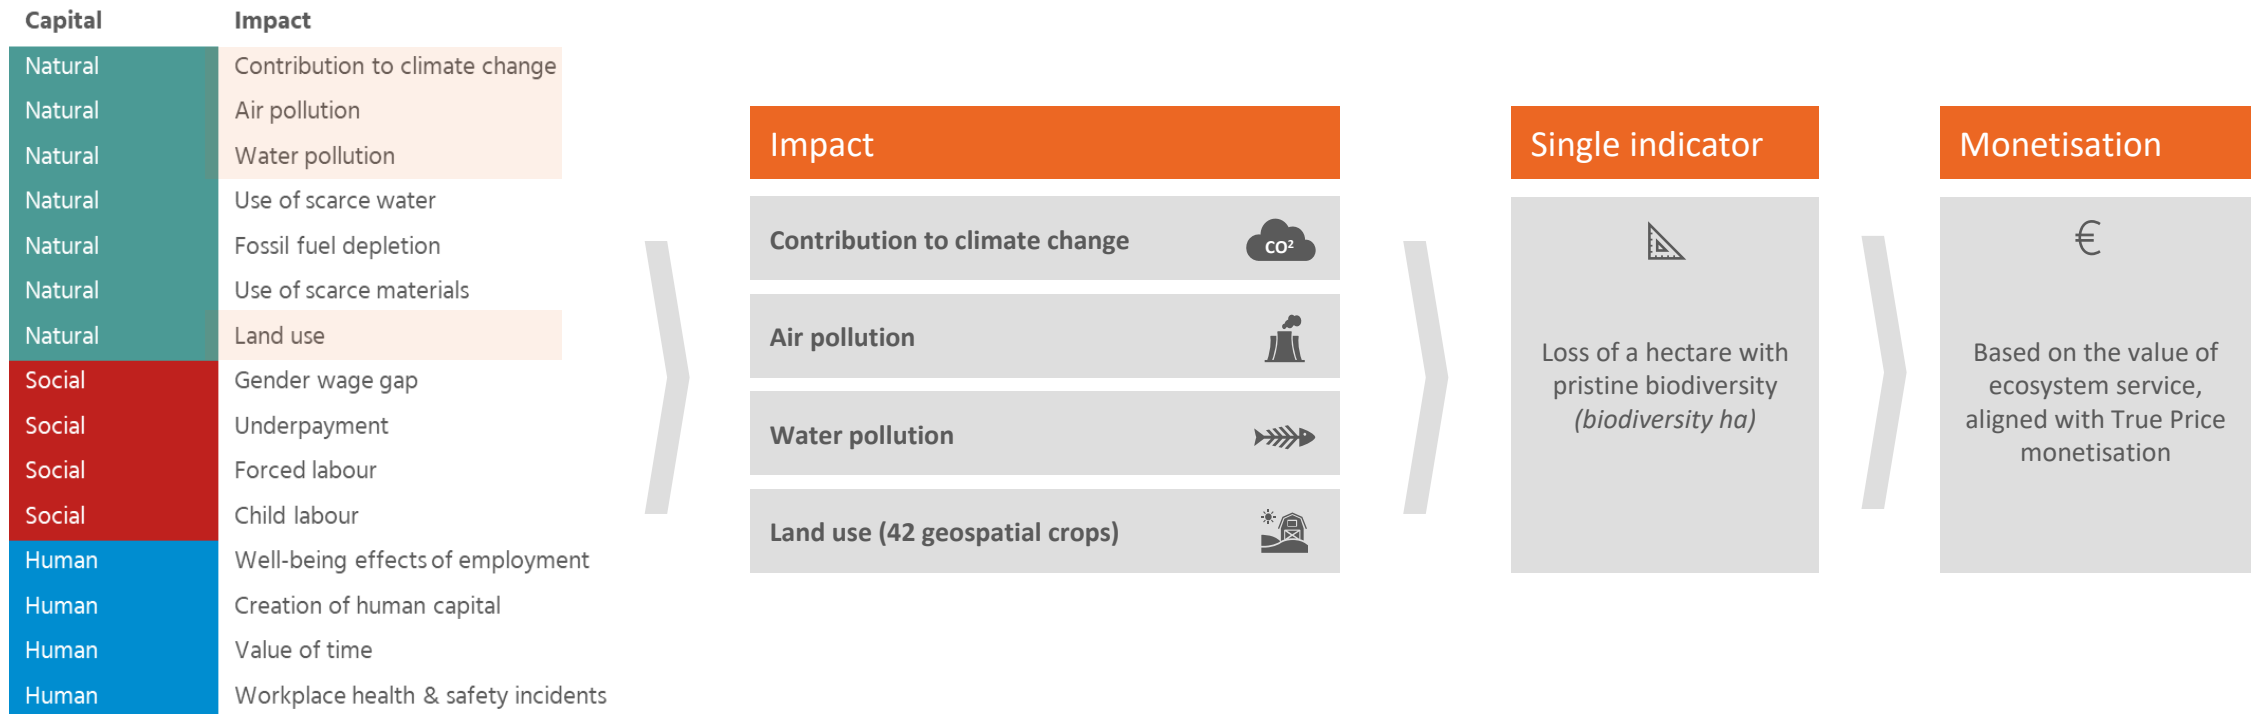 Capital Impact
Natural Contribution to climate change
Natural Air pollution
Natural Water pollution
Natural Use of scarce water
Natural Fossil fuel depletion
Natural Use of scarce materials
Natural Land use
Social Gender wage gap
Social Underpayment
Social Forced labour
Social Child labour
Human Well-being effects of employment
Human Creation of human capital
Human Value of time
Human Workplace health & safety incidents
Impact
Contribution to climate change
CO²
Air pollution
Water pollution
Land use (42 geospatial crops)
Single indicator
Loss of a hectare with
pristine biodiversity
(biodiversity ha)
Monetisation
€
Based on the value of
ecosystem service,
aligned with True Price
monetisation